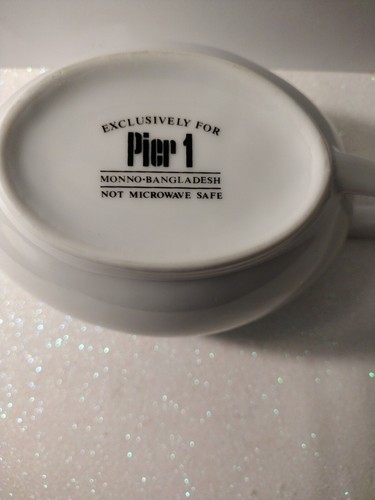 EXCLUSIVELY FOR
Pier 1
MONNO-BANGLADESH
NOT MICROWAVE SAFE